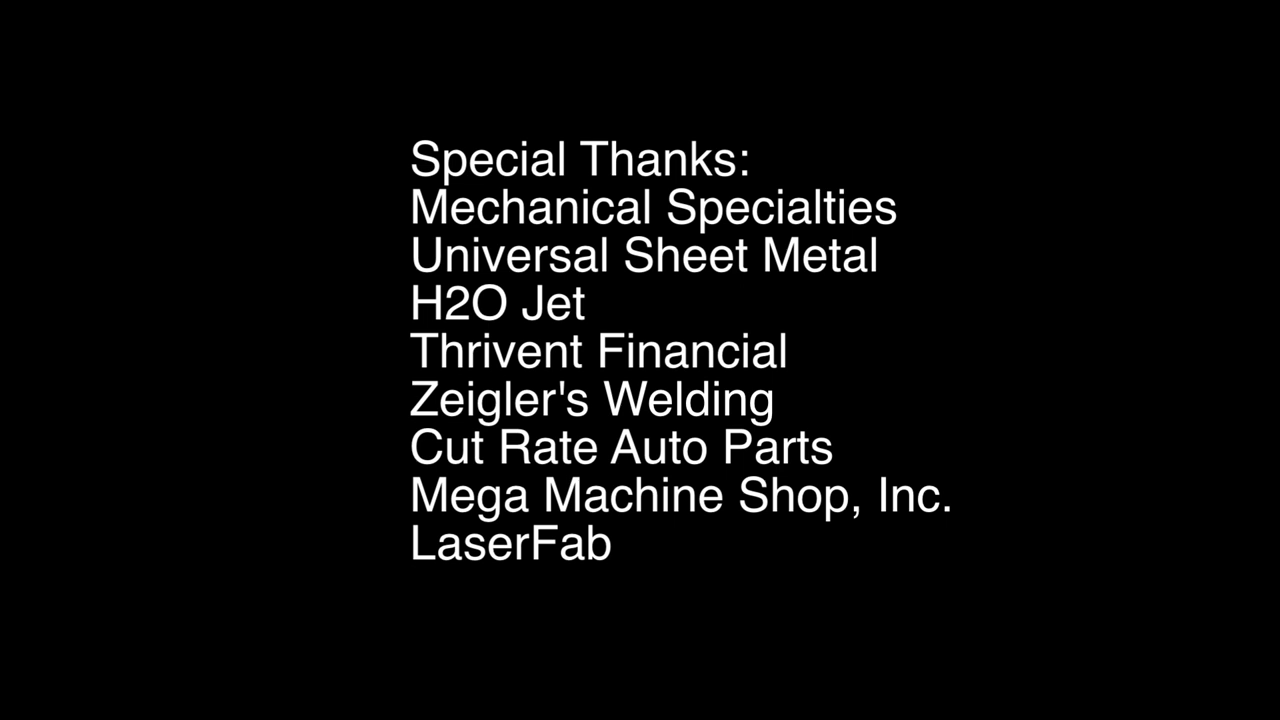 Special Thanks:
Mechanical Specialties
Universal Sheet Metal
H2O Jet
Thrivent Financial
Zeigler's Welding
Cut Rate Auto Parts
Mega Machine Shop, Inc.
LaserFab